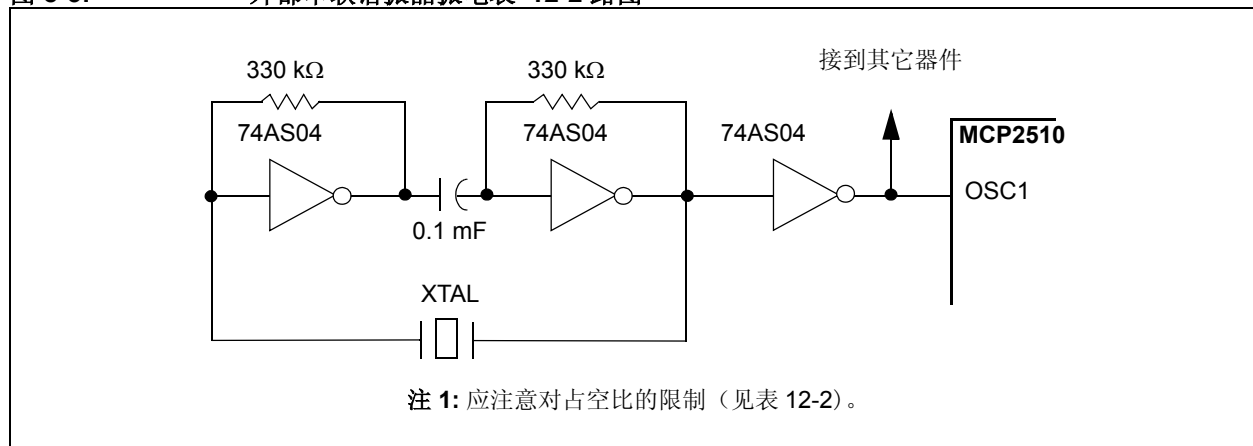 330 kΩ
330 kΩ
接到其它器件
74AS04
74AS04
74AS04
MCP2510
OSC1
0.1 mF
XTAL
注 1: 应注意对占空比的限制（见表 12-2）。